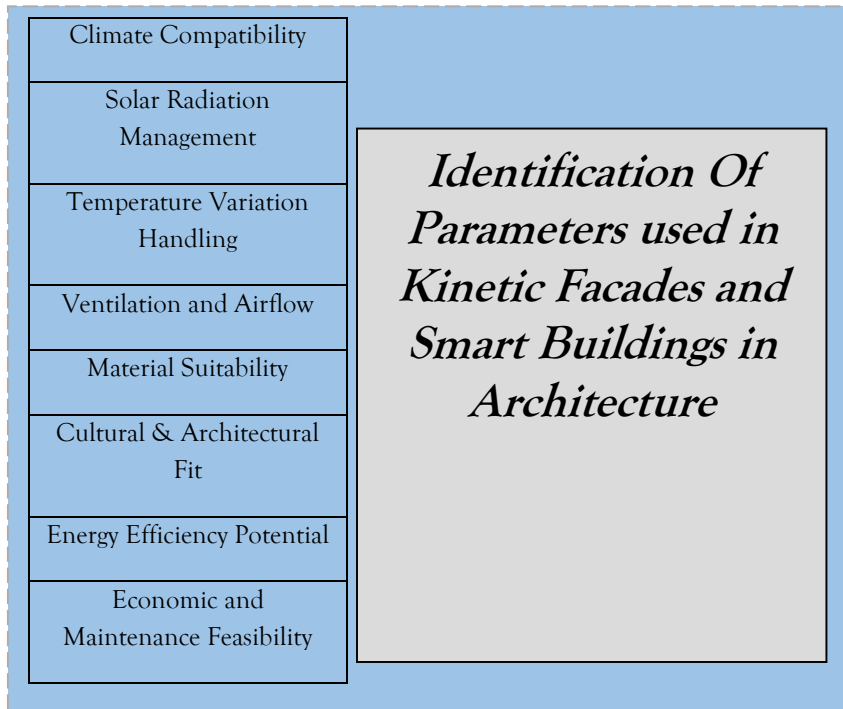 Climate Compatibility
Solar Radiation
Management
Temperature Variation
Handling
Ventilation and Airflow
Material Suitability
Cultural & Architectural
Fit
Energy Efficiency Potential
Economic and
Maintenance Feasibility
Identification Of
Parameters used in
Kinetic Facades and
Smart Buildings in
Architecture